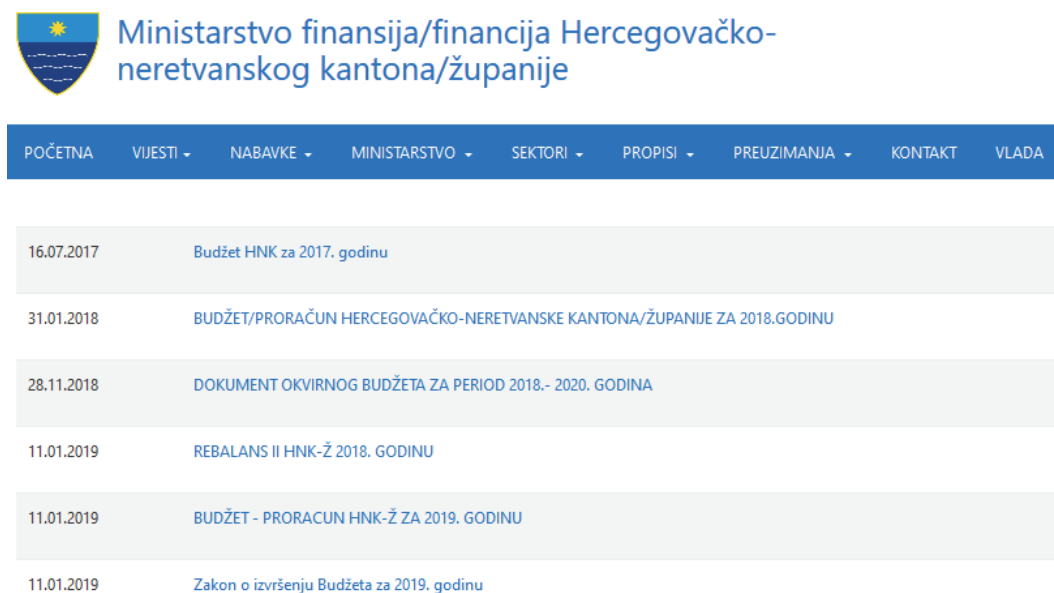 Ministarstvo finansija/financija Hercegovačko-
neretvanskog kantona/županije
POČETNA VIJESTI NABAVKE MINISTARSTVO SEKTORI PROPISI PREUZIMANJA KONTAKT VLADA
16.07.2017 Budžet HNK za 2017. godinu
31.01.2018 BUDŽET/PRORAČUN HERCEGOVAČKO-NERETVANSKE KANTONA/ŽUPANIJE ZA 2018.GODINU
28.11.2018 DOKUMENT OKVIRNOG BUDŽETA ZA PERIOD 2018.- 2020. GODINA
11.01.2019 REBALANS II HNK-Ž 2018. GODINU
11.01.2019 BUDŽET - PRORACUN HNK-Ž ZA 2019. GODINU
11.01.2019 Zakon o izvršenju Budžeta za 2019. godinu